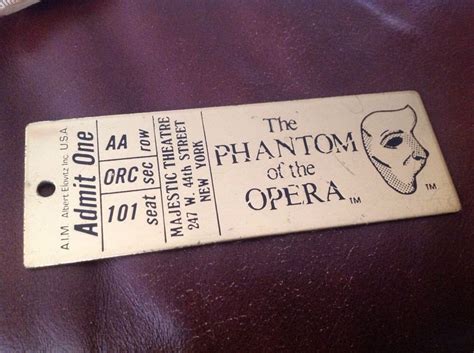 A.I.M. Albert Elovitz Inc. U.S.A.
Admit One
AA row
ORC sec
101 seat
MAJESTIC THEATRE
247 W. 44th STREET
NEW YORK
The
PHANTOM
of the
OPERA TM
TM